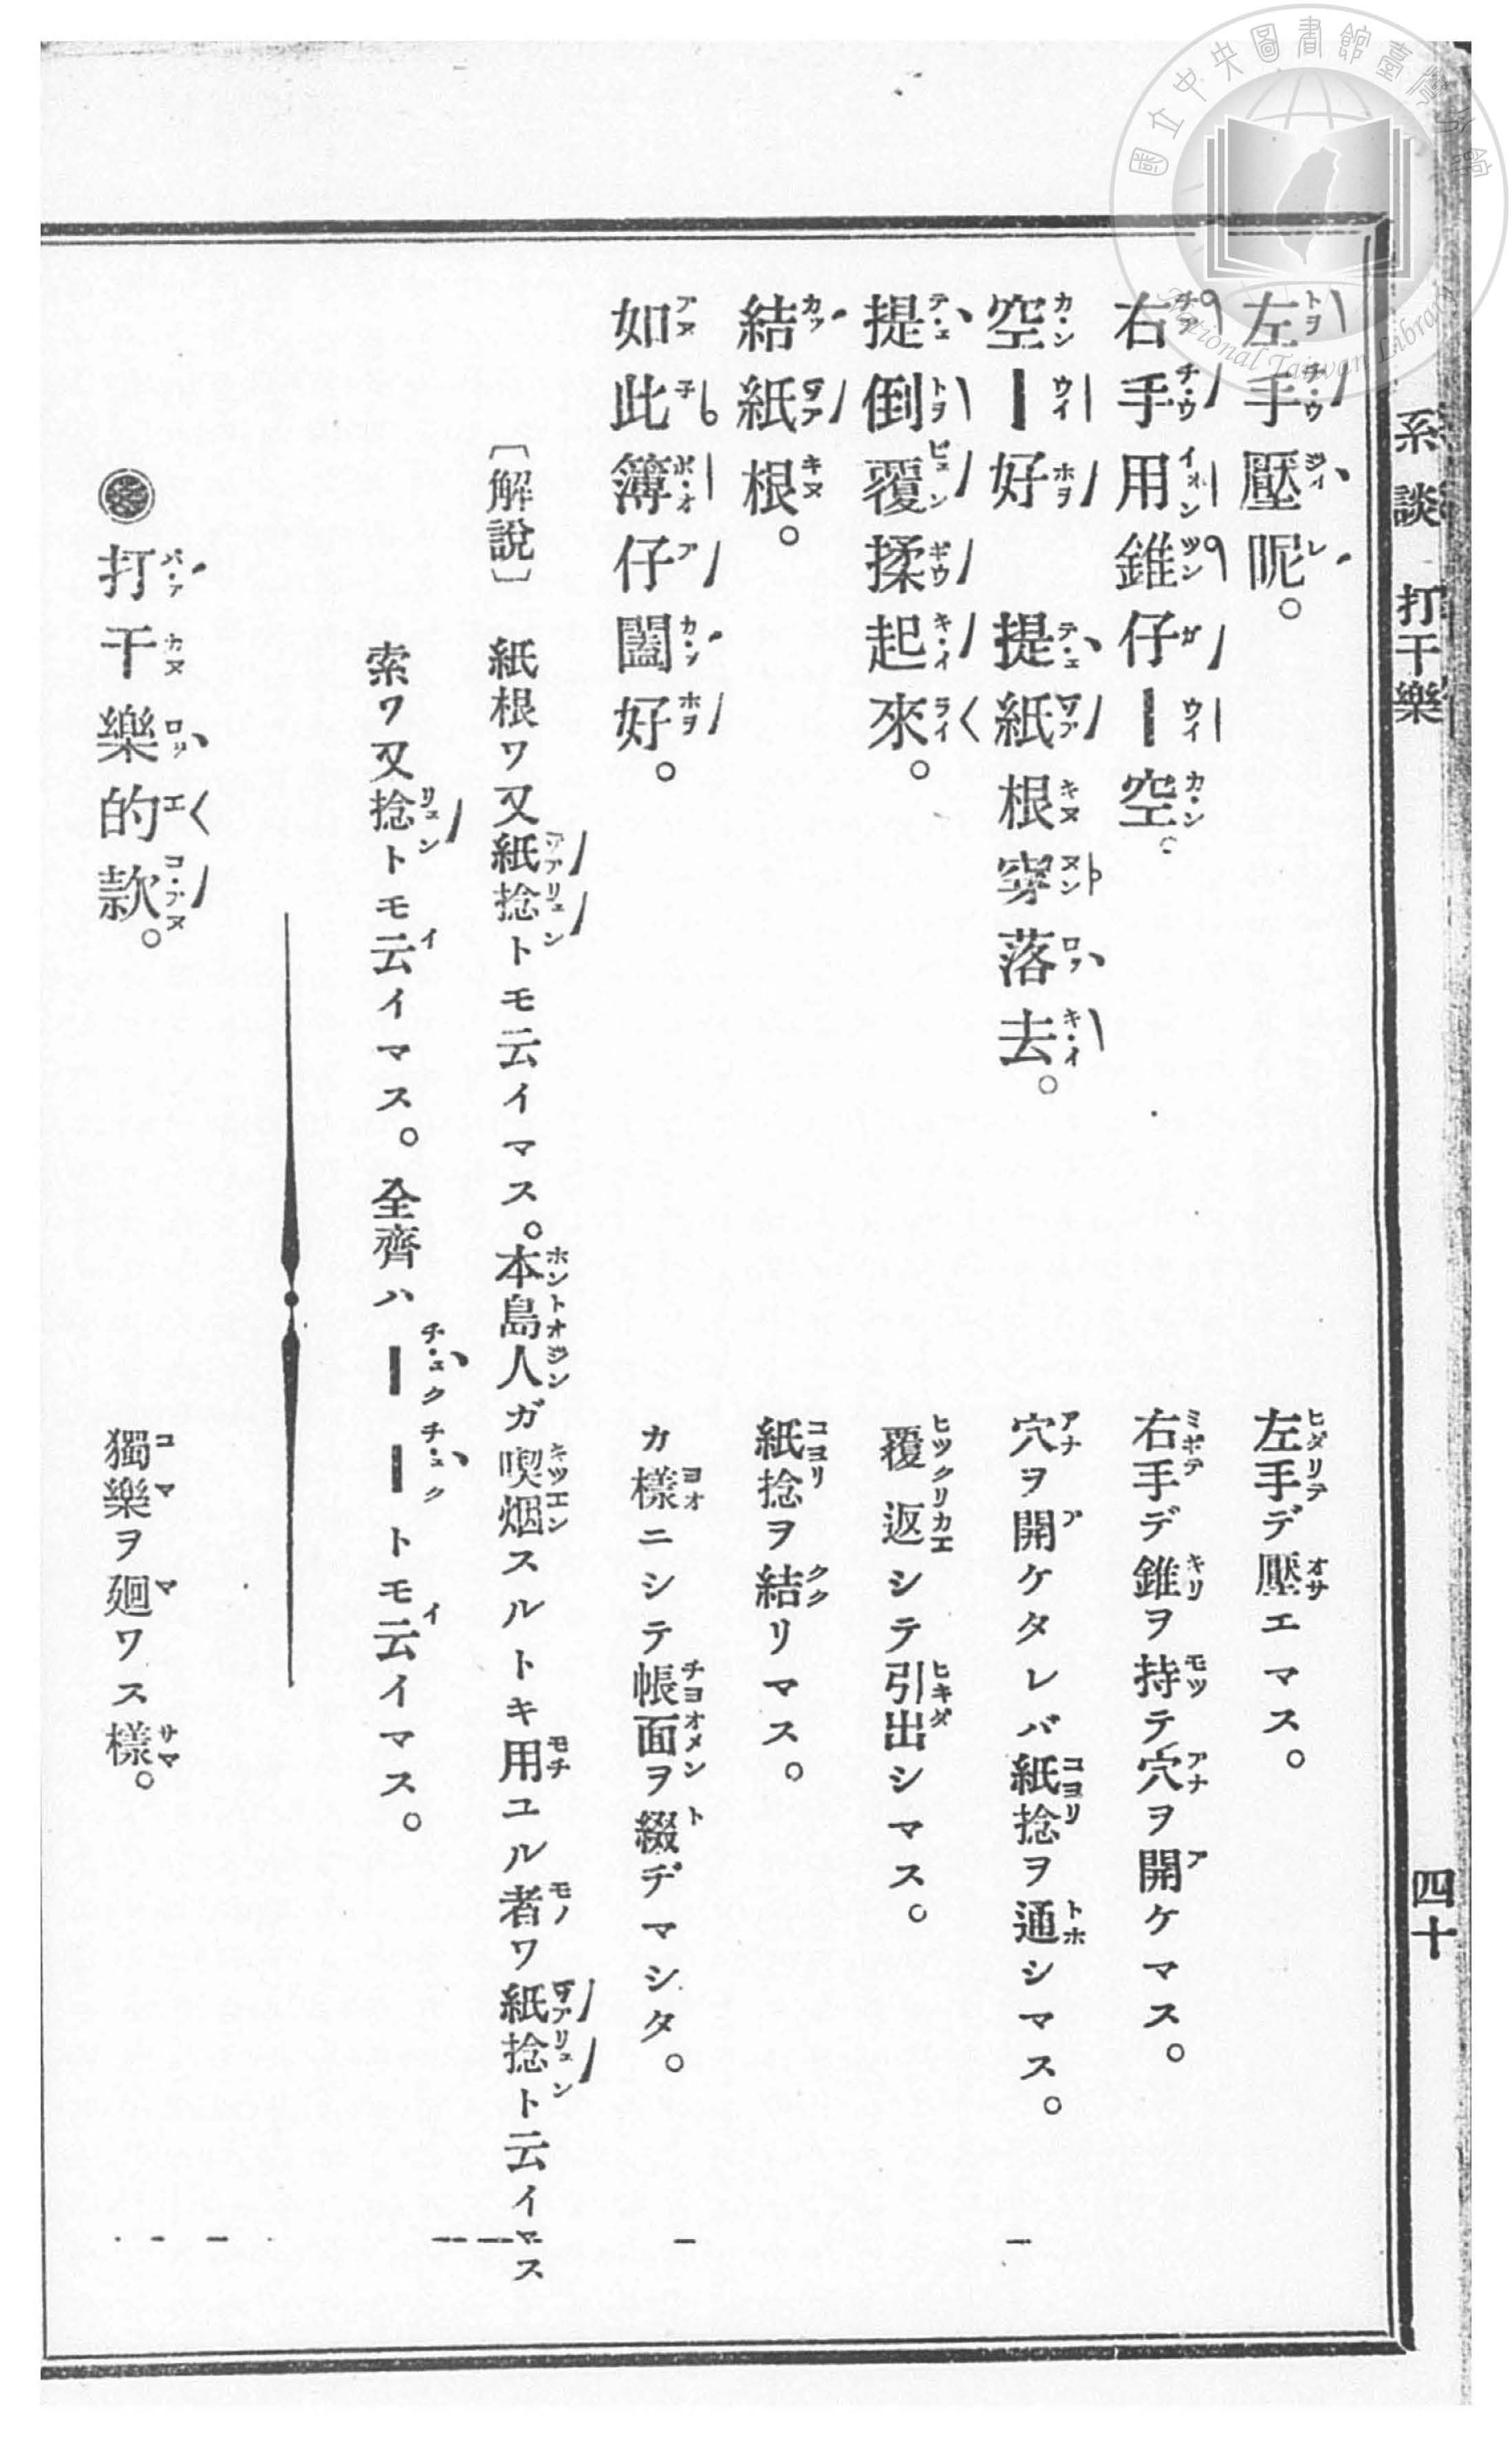 系談 打干樂 四十
左手壓呢。 左手デ壓エマス。
右手用錐仔ー空。 右手デ錐ヲ持テ穴ヲ開ケマス。
空ー好 提紙根穿落去。 穴ヲ開ケタレバ紙捻ヲ通シマス。
提倒覆揉起來。 覆返シテ引出シマス。
結紙根。 紙捻ヲ結リマス。
如此簿仔闔好。 カ樣ニシテ帳面ヲ綴ヂマシタ。
〔解說〕 紙根ワ又紙捻トモ云イマス。本島人ガ喫烟スルトキ用ユル者ワ紙捻ト云イマス
索ワ又捻トモ云イマス。全齊ハーートモ云イマス。
打干樂的款。 獨樂ヲ廻ワス樣。
國立中央圖書館臺灣分館
National Taiwan Library